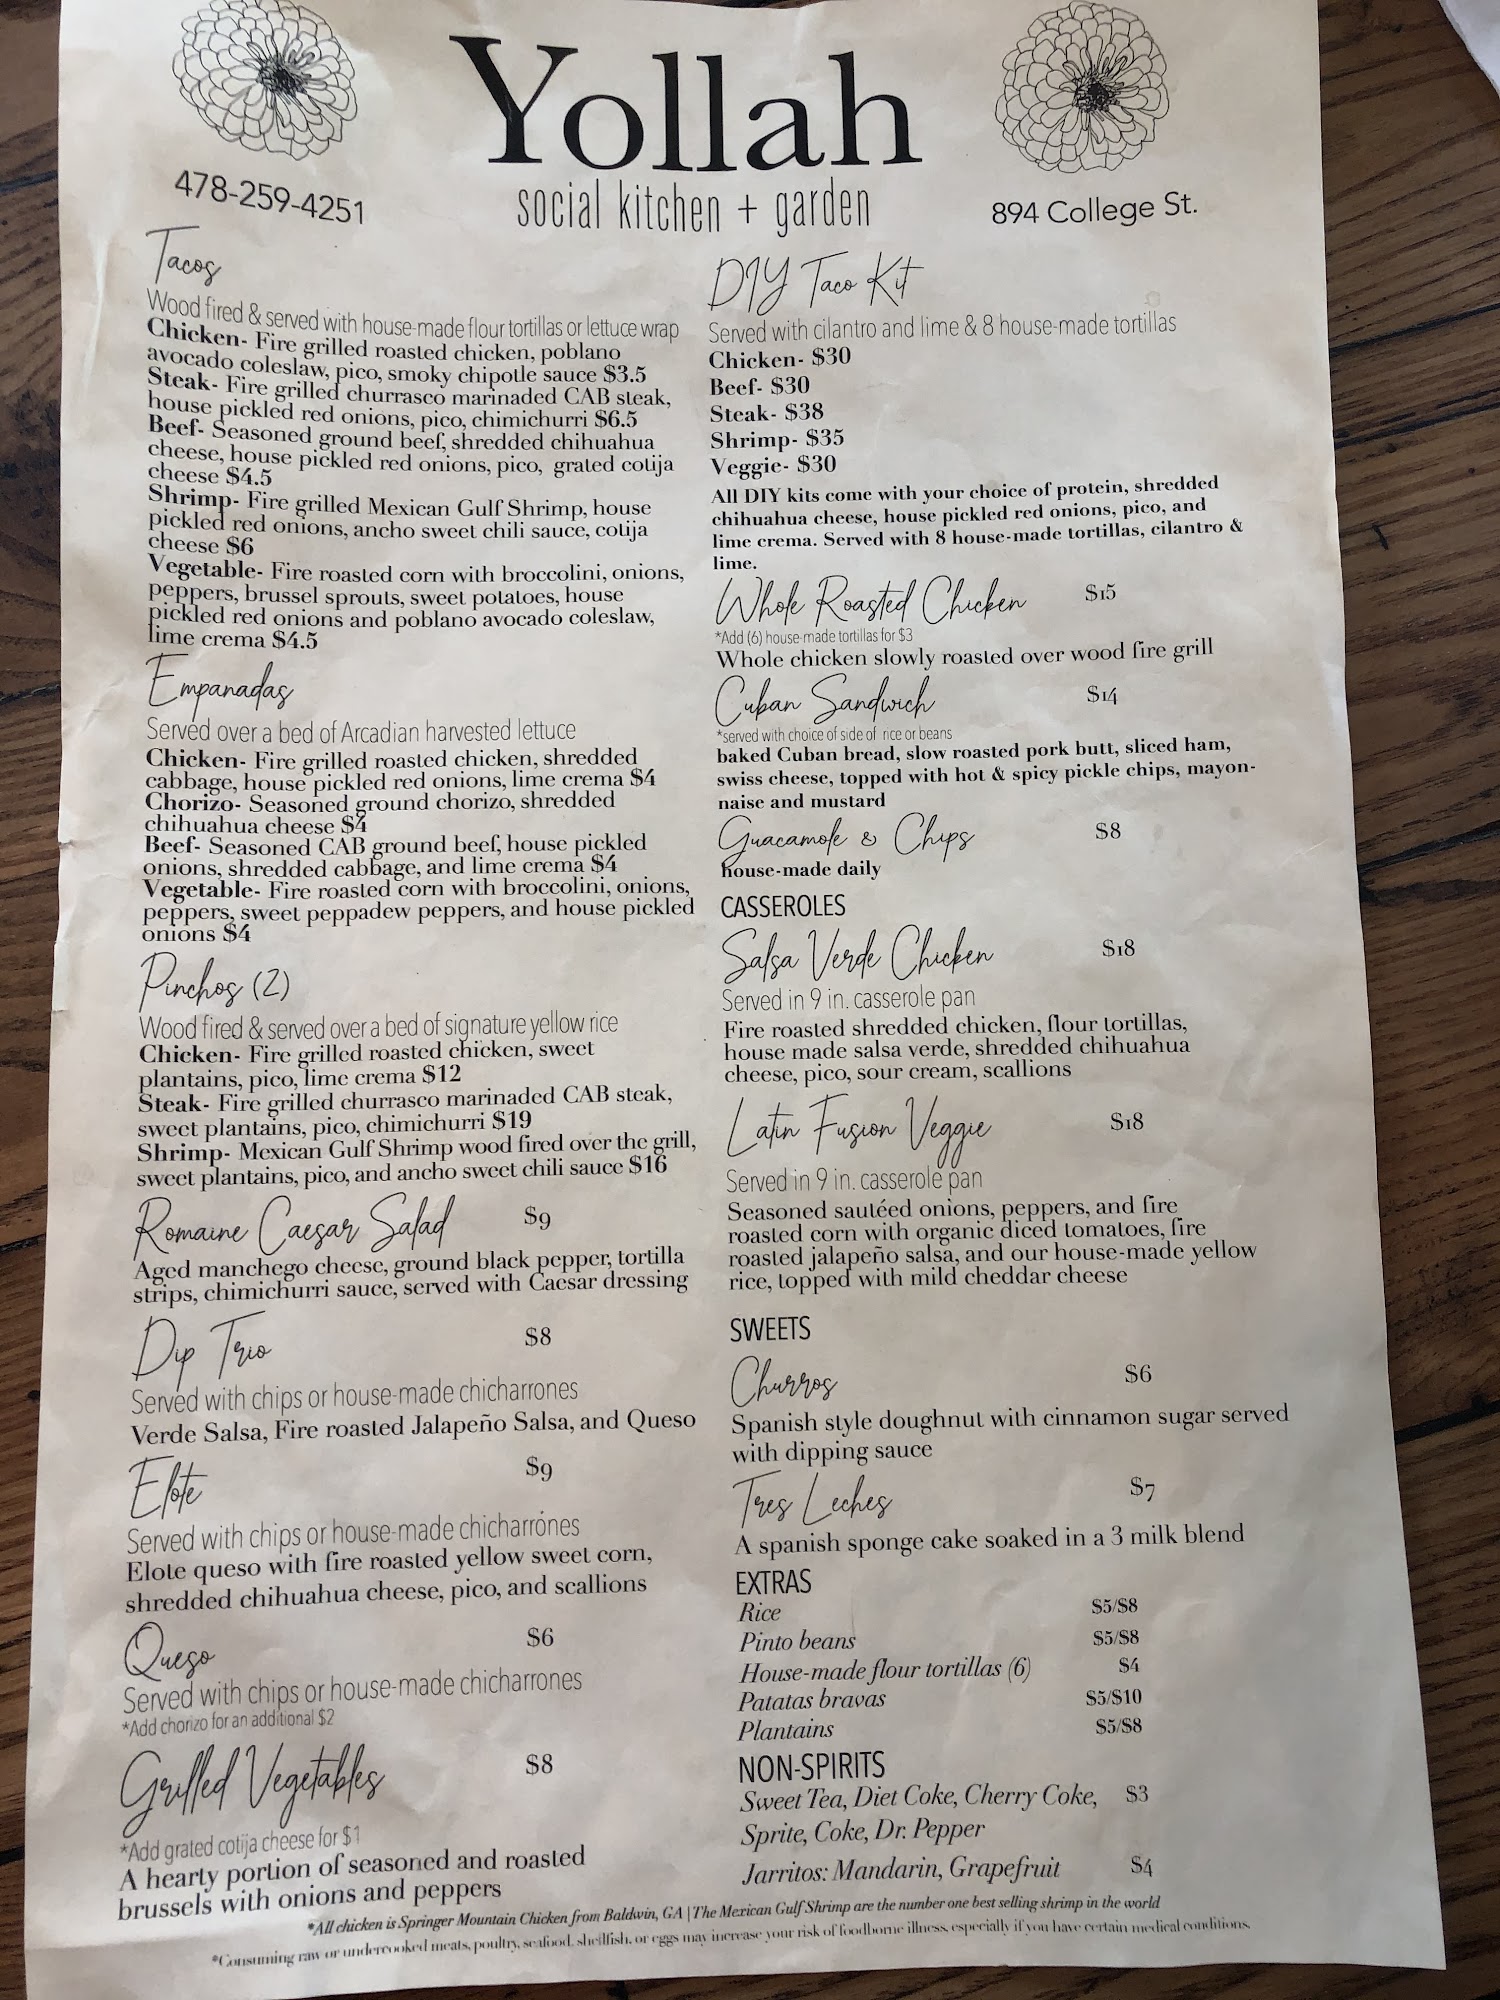 Yollah
social kitchen + garden
478-259-4251
894 College St.
Tacos
Wood fired & served with house-made flour tortillas or lettuce wrap
Chicken- Fire grilled roasted chicken, poblano
avocado coleslaw, pico, smoky chipotle sauce $3.5
Steak- Fire grilled churrasco marinaded CAB steak,
house pickled red onions, pico, chimichurri $6.5
Beef- Seasoned ground beef, shredded chihuahua
cheese, house pickled red onions, pico, grated cotija
cheese $4.5
Shrimp- Fire grilled Mexican Gulf Shrimp, house
pickled red onions, ancho sweet chili sauce, cotija
cheese $6
Vegetable- Fire roasted corn with broccolini, onions,
peppers, brussel sprouts, sweet potatoes, house
pickled red onions and poblano avocado coleslaw,
lime crema $4.5
Empanadas
Served over a bed of Arcadian harvested lettuce
Chicken- Fire grilled roasted chicken, shredded
cabbage, house pickled red onions, lime crema $4
Chorizo- Seasoned ground chorizo, shredded
chihuahua cheese $4
Beef- Seasoned CAB ground beef, house pickled
onions, shredded cabbage, and lime crema $4
Vegetable- Fire roasted corn with broccolini, onions,
peppers, sweet peppadew peppers, and house pickled
onions $4
Pinchos (2)
Wood fired & served over a bed of signature yellow rice
Chicken- Fire grilled roasted chicken, sweet
plantains, pico, lime crema $12
Steak- Fire grilled churrasco marinaded CAB steak,
sweet plantains, pico, chimichurri $19
Shrimp- Mexican Gulf Shrimp wood fired over the grill,
sweet plantains, pico, and ancho sweet chili sauce $16
Romaine Caesar Salad $9
Aged manchego cheese, ground black pepper, tortilla
strips, chimichurri sauce, served with Caesar dressing
Dip Trio $8
Served with chips or house-made chicharrones
Verde Salsa, Fire roasted Jalapeño Salsa, and Queso
Elote $9
Served with chips or house-made chicharrones
Elote queso with fire roasted yellow sweet corn,
shredded chihuahua cheese, pico, and scallions
Queso $6
Served with chips or house-made chicharrones
*Add chorizo for an additional $2
Grilled Vegetables $8
*Add grated cotija cheese for $1
A hearty portion of seasoned and roasted
brussels with onions and peppers
DIY Taco Kit
Served with cilantro and lime & 8 house-made tortillas
Chicken- $30
Beef- $30
Steak- $38
Shrimp- $35
Veggie- $30
All DIY kits come with your choice of protein, shredded
chihuahua cheese, house pickled red onions, pico, and
lime crema. Served with 8 house-made tortillas, cilantro &
lime.
Whole Roasted Chicken $15
*Add (6) house-made tortillas for $3
Whole chicken slowly roasted over wood fire grill
Cuban Sandwich $14
*served with choice of side of rice or beans
baked Cuban bread, slow roasted pork butt, sliced ham,
swiss cheese, topped with hot & spicy pickle chips, mayon-
naise and mustard
Guacamole & Chips $8
house-made daily
CASSEROLES
Salsa Verde Chicken $18
Served in 9 in. casserole pan
Fire roasted shredded chicken, flour tortillas,
house made salsa verde, shredded chihuahua
cheese, pico, sour cream, scallions
Latin Fusion Veggie $18
Served in 9 in. casserole pan
Seasoned sautéed onions, peppers, and fire
roasted corn with organic diced tomatoes, fire
roasted jalapeño salsa, and our house-made yellow
rice, topped with mild cheddar cheese
SWEETS
Churros $6
Spanish style doughnut with cinnamon sugar served
with dipping sauce
Tres Leches $7
A spanish sponge cake soaked in a 3 milk blend
EXTRAS
Rice $5/$8
Pinto beans $5/$8
House-made flour tortillas (6) $4
Patatas bravas $5/$10
Plantains $5/$8
NON-SPIRITS
Sweet Tea, Diet Coke, Cherry Coke, $3
Sprite, Coke, Dr. Pepper
Jarritos: Mandarin, Grapefruit $4
*All chicken is Springer Mountain Chicken from Baldwin, GA | The Mexican Gulf Shrimp are the number one best selling shrimp in the world
*Consuming raw or undercooked meats, poultry, seafood, shellfish, or eggs may increase your risk of foodborne illness, especially if you have certain medical conditions.